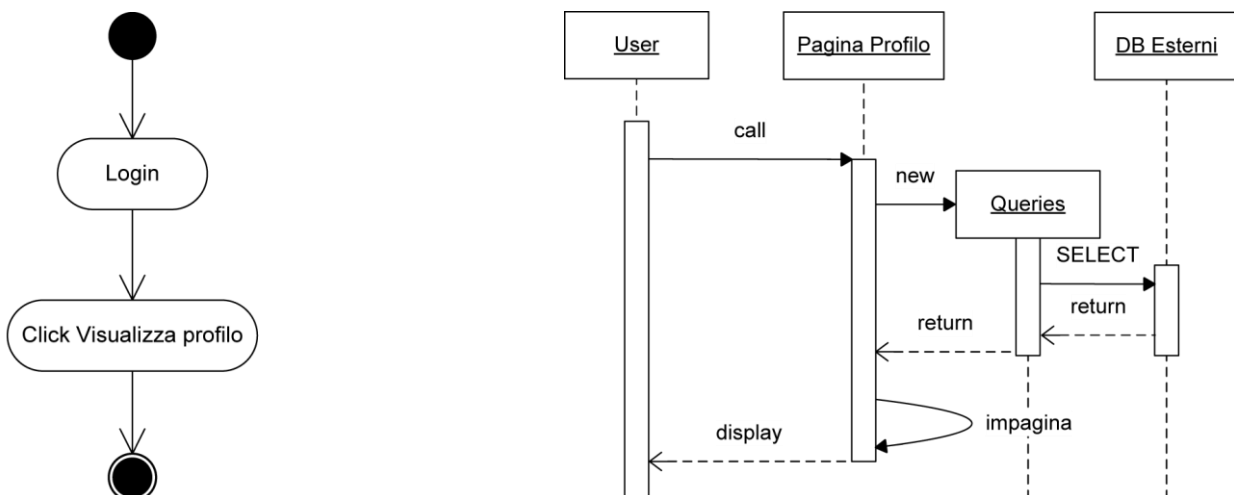 Login
Click Visualizza profilo
User
Pagina Profilo
DB Esterni
call
new
Queries
SELECT
return
return
impagina
display